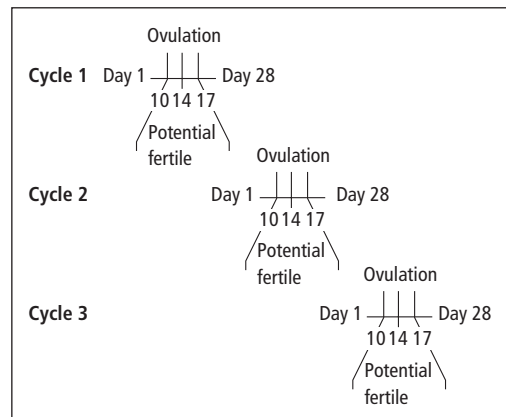 Ovulation
Cycle 1 Day 1 Day 28
10 14 17
Potential
fertile
Ovulation
Cycle 2 Day 1 Day 28
10 14 17
Potential
fertile
Ovulation
Cycle 3 Day 1 Day 28
10 14 17
Potential
fertile